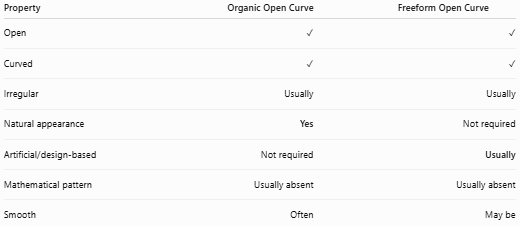 Property Organic Open Curve Freeform Open Curve
Open ✓ ✓
Curved ✓ ✓
Irregular Usually Usually
Natural appearance Yes Not required
Artificial/design-based Not required Usually
Mathematical pattern Usually absent Usually absent
Smooth Often May be